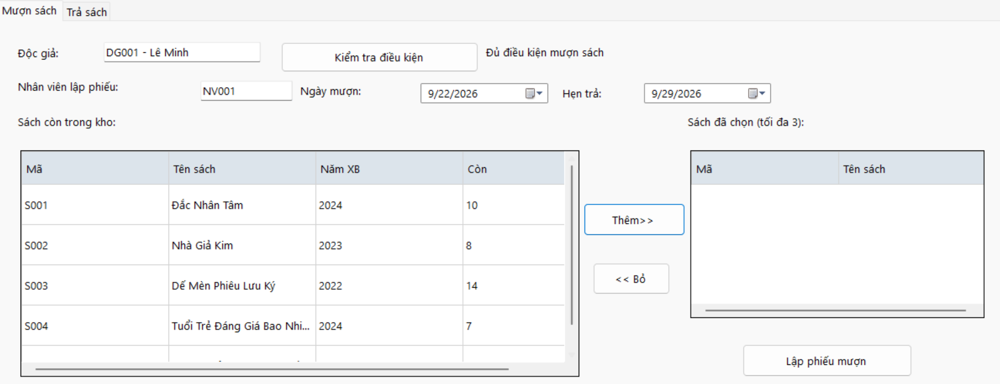 Mượn sách Trả sách
Độc giả: DG001 - Lê Minh Kiểm tra điều kiện Đủ điều kiện mượn sách
Nhân viên lập phiếu: NV001 Ngày mượn: 9/22/2026 Hẹn trả: 9/29/2026
Sách còn trong kho: Sách đã chọn (tối đa 3):
Mã Tên sách Năm XB Còn
S001 Đắc Nhân Tâm 2024 10
S002 Nhà Giả Kim 2023 8
S003 Dế Mèn Phiêu Lưu Ký 2022 14
S004 Tuổi Trẻ Đáng Giá Bao Nhi... 2024 7
Thêm>>
<< Bỏ
Mã Tên sách
Lập phiếu mượn